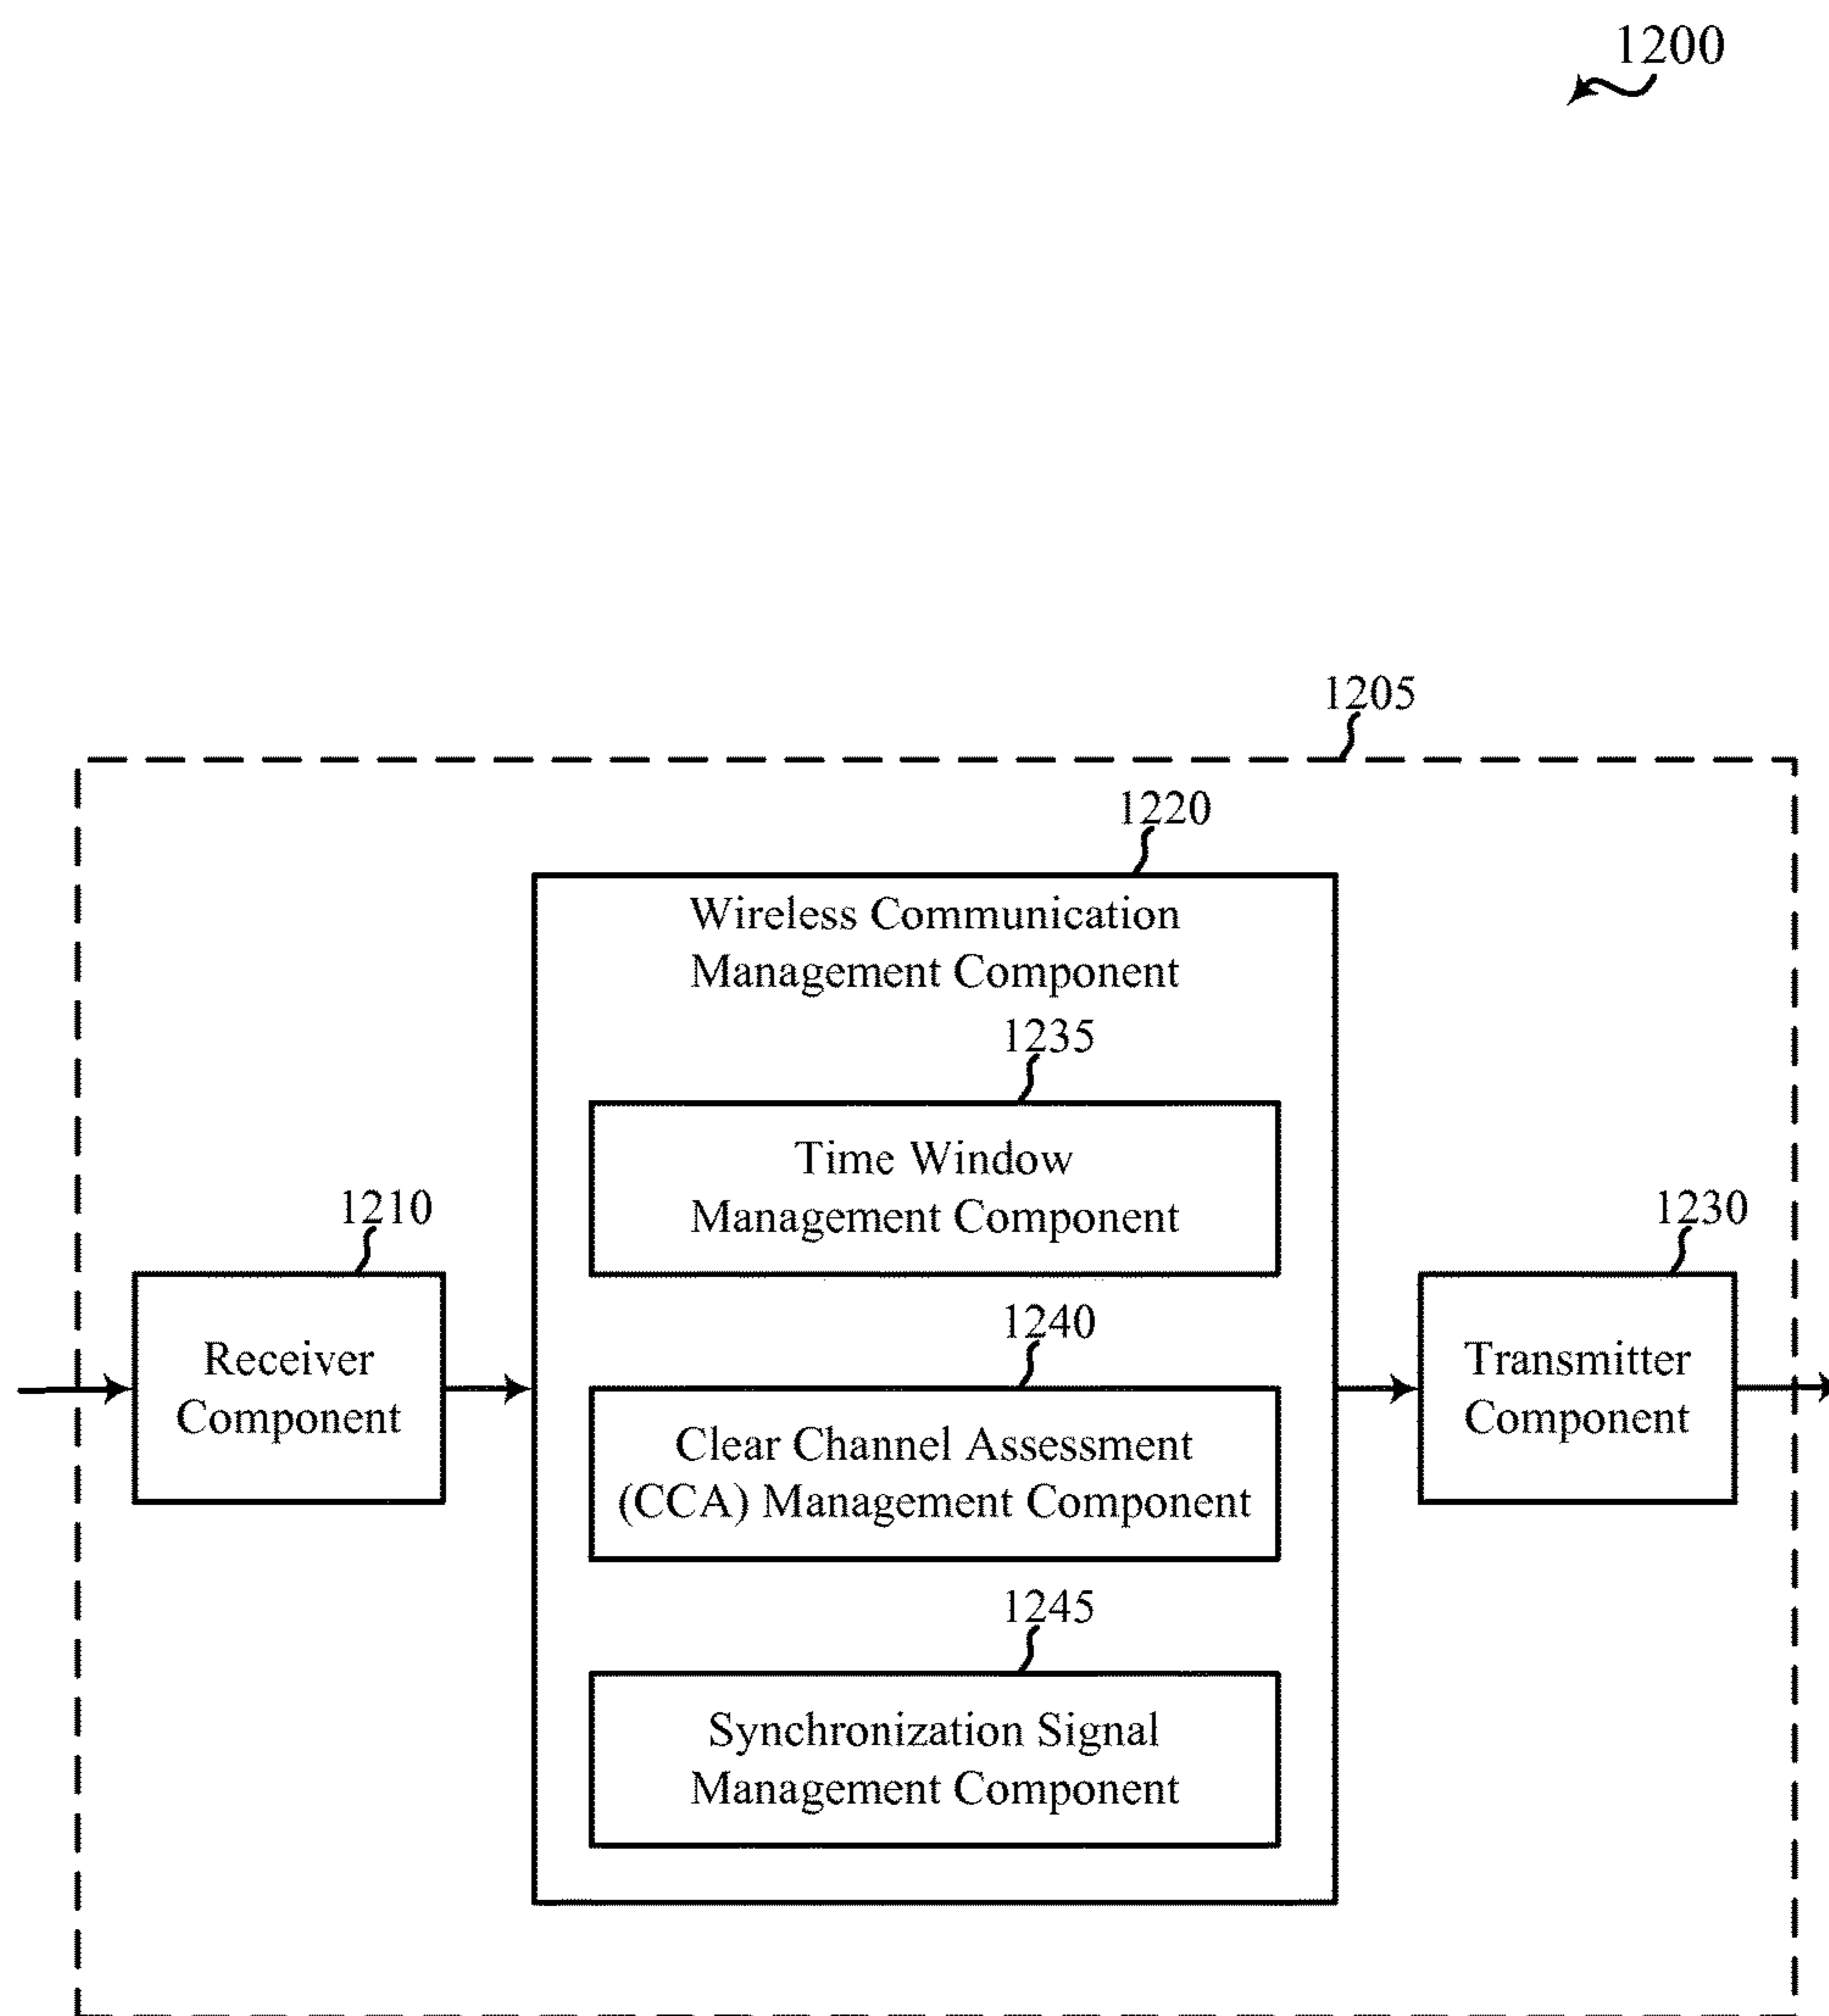 1200
1205
1220
Wireless Communication
Management Component
1235
Time Window
Management Component
1210
Receiver
Component
1240
Clear Channel Assessment
(CCA) Management Component
1230
Transmitter
Component
1245
Synchronization Signal
Management Component